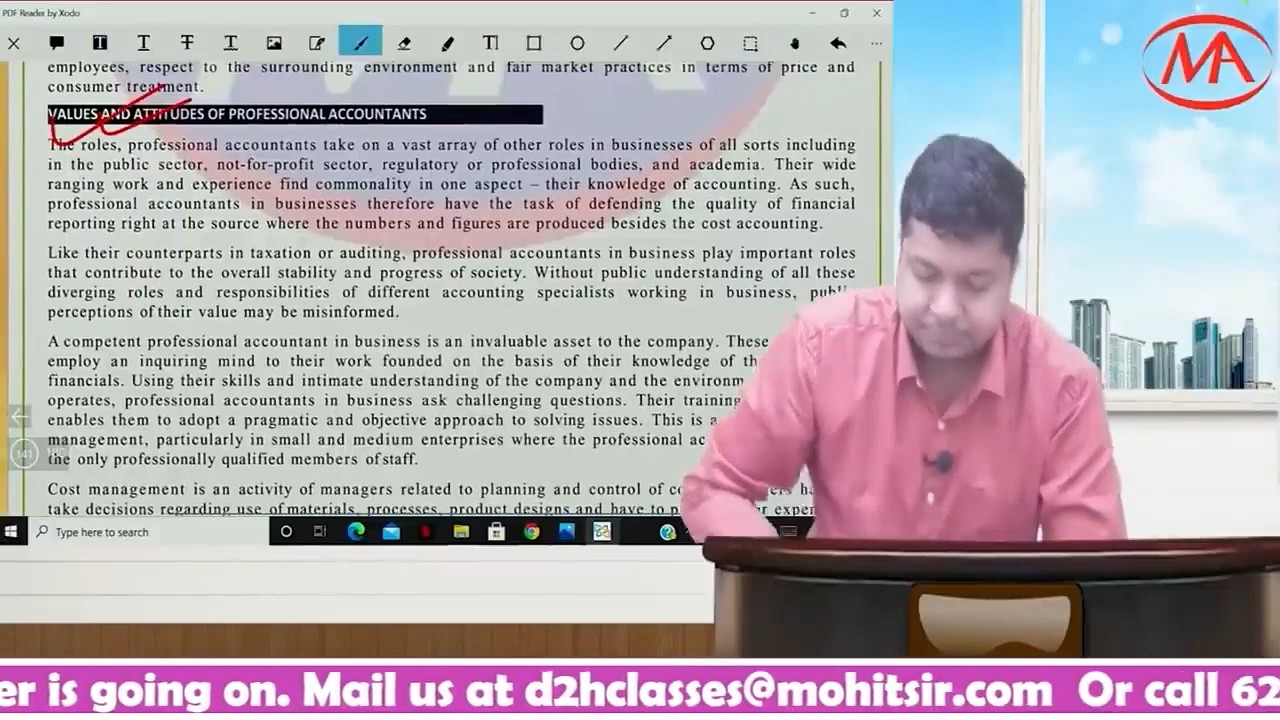 PDF Reader by Xodo
employees, respect to the surrounding environment and fair market practices in terms of price and
consumer treatment.
VALUES AND ATTITUDES OF PROFESSIONAL ACCOUNTANTS
The roles, professional accountants take on a vast array of other roles in businesses of all sorts including
in the public sector, not-for-profit sector, regulatory or professional bodies, and academia. Their wide
ranging work and experience find commonality in one aspect – their knowledge of accounting. As such,
professional accountants in businesses therefore have the task of defending the quality of financial
reporting right at the source where the numbers and figures are produced besides the cost accounting.
Like their counterparts in taxation or auditing, professional accountants in business play important roles
that contribute to the overall stability and progress of society. Without public understanding of all these
diverging roles and responsibilities of different accounting specialists working in business,
perceptions of their value may be misinformed.
A competent professional accountant in business is an invaluable asset to the company. These
employ an inquiring mind to their work founded on the basis of their knowledge of
financials. Using their skills and intimate understanding of the company and the
operates, professional accountants in business ask challenging questions. Their training
enables them to adopt a pragmatic and objective approach to solving issues. This is a
management, particularly in small and medium enterprises where the professional
the only professionally qualified members of staff.
Cost management is an activity of managers related to planning and control of
take decisions regarding use of materials, processes, product designs and have to
141
Type here to search
MA
er is going on. Mail us at d2hclasses@mohitsir.com Or call 62